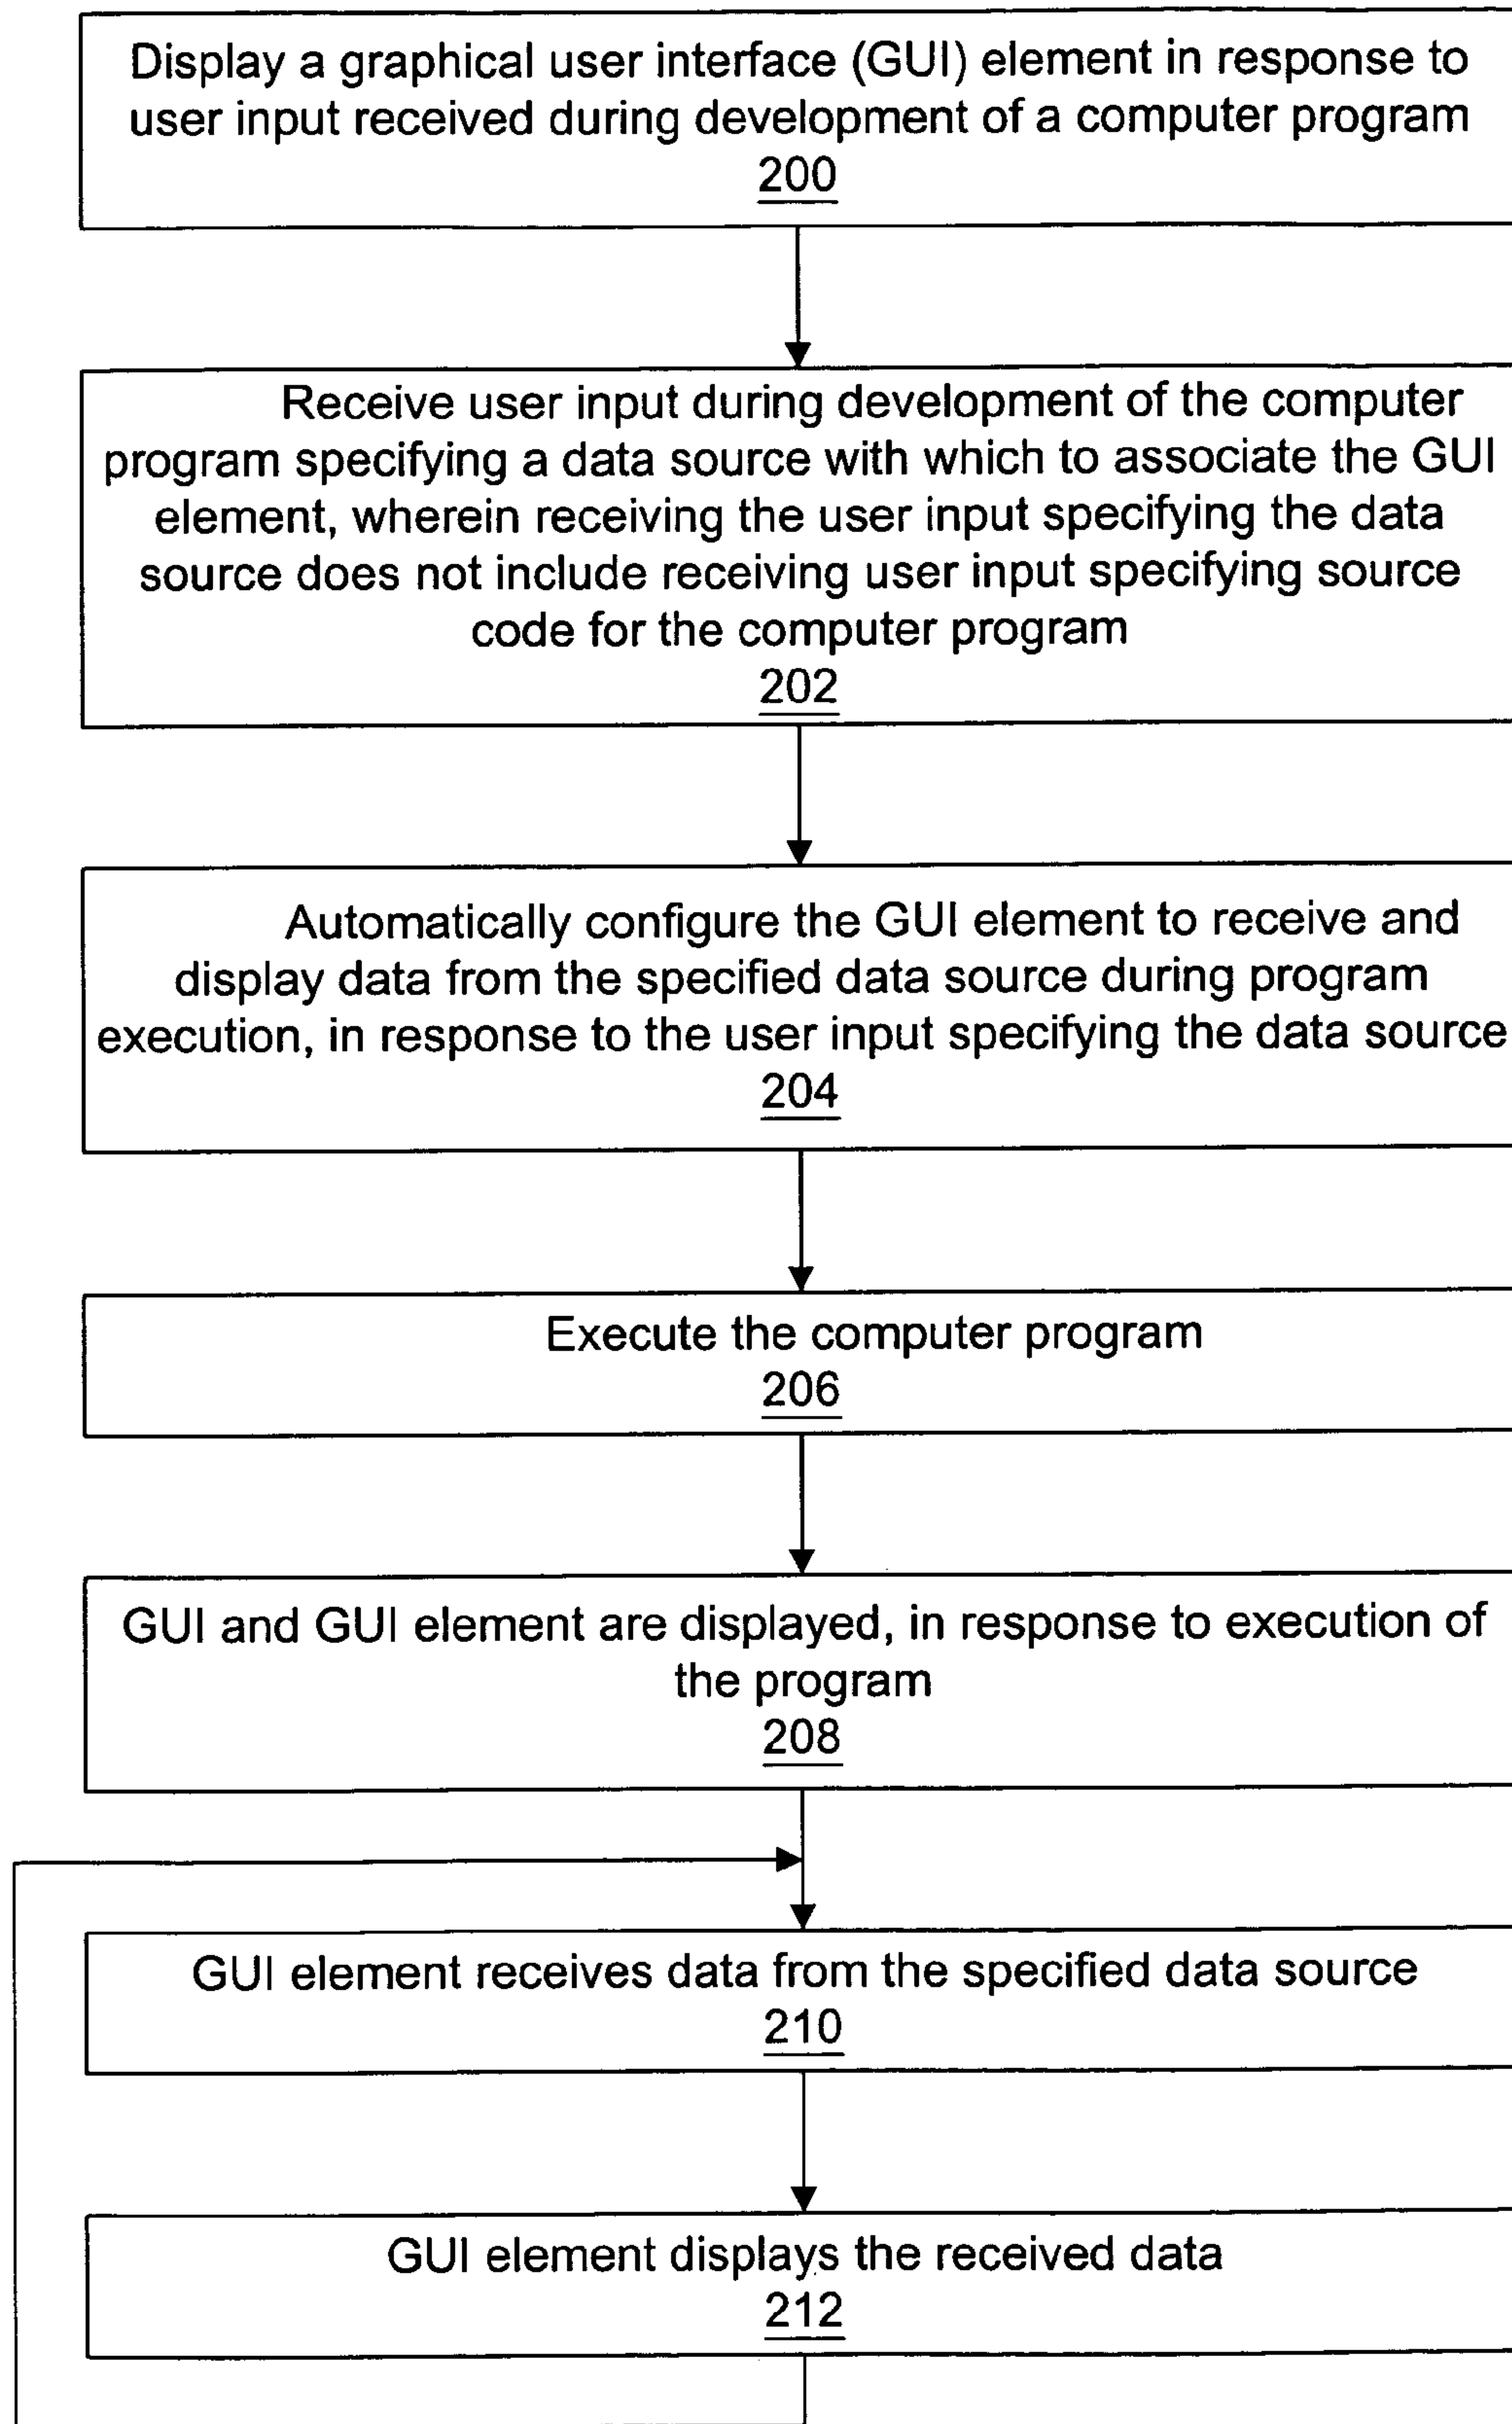 Display a graphical user interface (GUI) element in response to
user input received during development of a computer program
200
Receive user input during development of the computer
program specifying a data source with which to associate the GUI
element, wherein receiving the user input specifying the data
source does not include receiving user input specifying source
code for the computer program
202
Automatically configure the GUI element to receive and
display data from the specified data source during program
execution, in response to the user input specifying the data source
204
Execute the computer program
206
GUI and GUI element are displayed, in response to execution of
the program
208
GUI element receives data from the specified data source
210
GUI element displays the received data
212